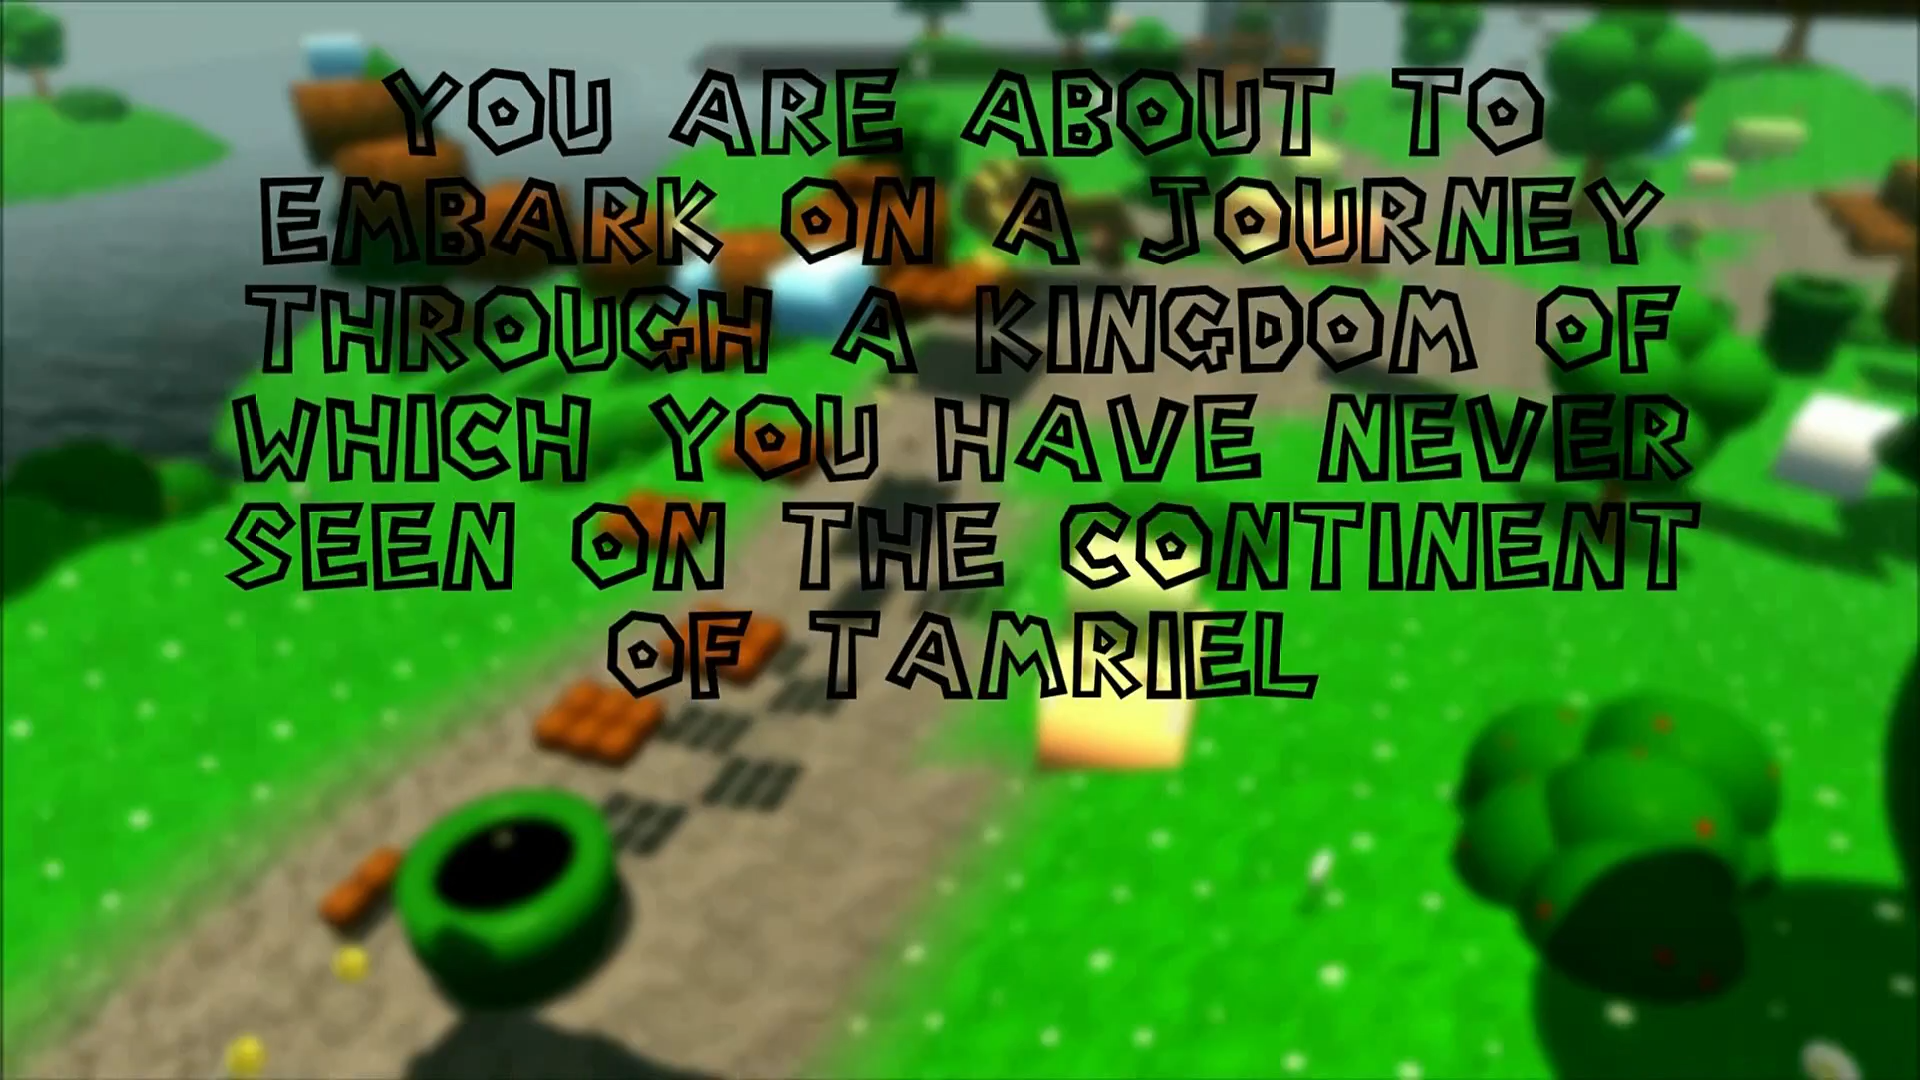 YOU ARE ABOUT TO
EMBARK ON A JOURNEY
THROUGH A KINGDOM OF
WHICH YOU HAVE NEVER
SEEN ON THE CONTINENT
OF TAMRIEL